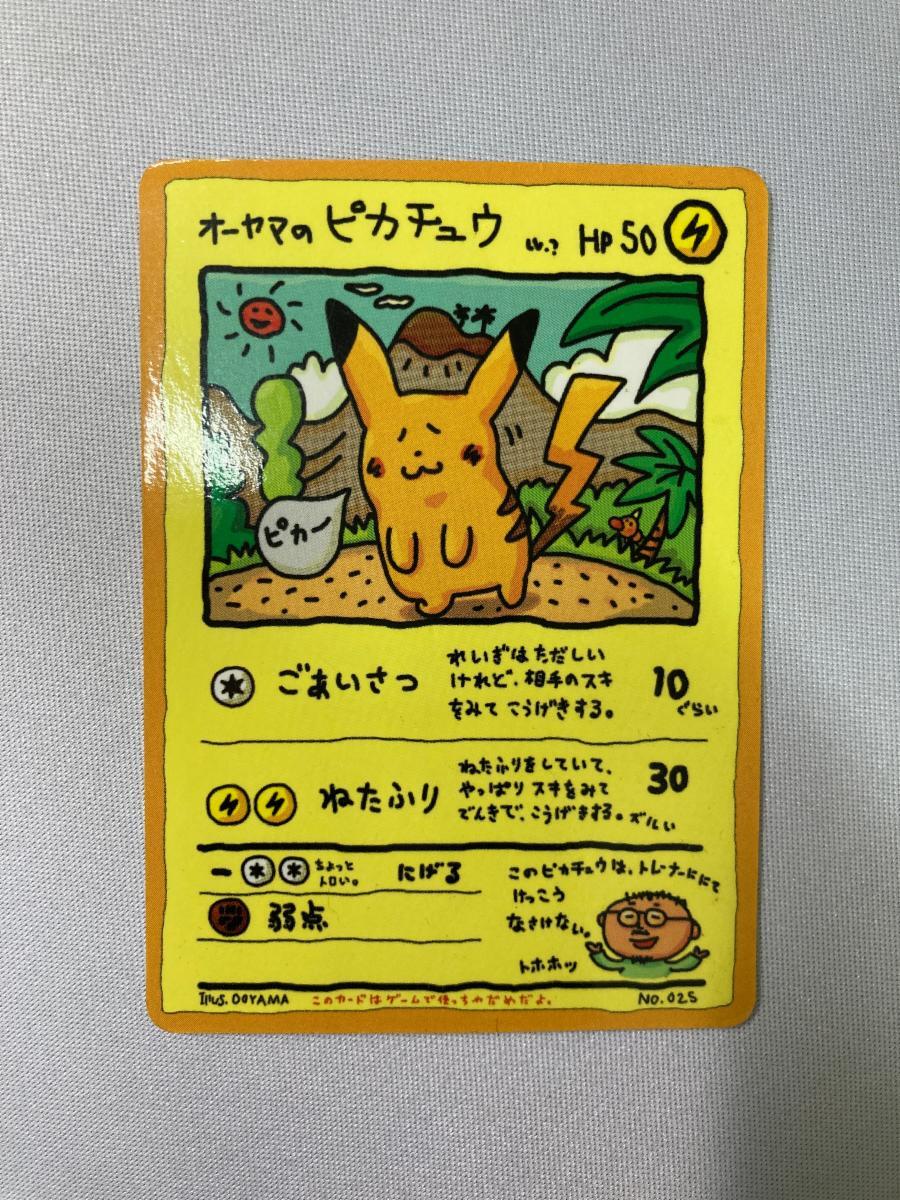 オーヤマのピカチュウ LV.? HP 50
ピカー
ごあいさつ
れいぎはただしい
けれど、相手のスキ
をみてこうげきする。
10
ぐらい
ねたふり
ねたふりをしていて、
やっぱりスキをみて
でんきで、こうげきする。ズルい
30
ー ちょっと
トロい。
にげる
弱点
このピカチュウは、トレーナーににて
けっこう
なさけない。
トホホッ
Illus. OOYAMA このカードはゲームで使っちゃだめだよ。 NO. 025